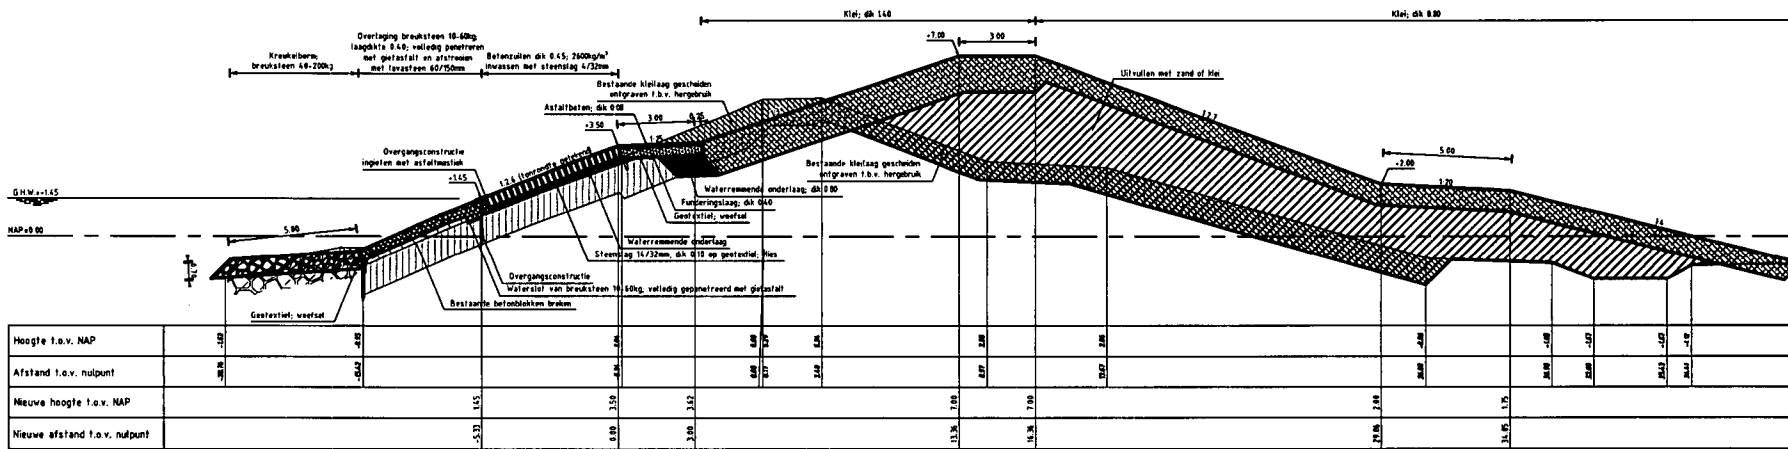 Klei; dik 1.40
Klei; dik 0.80
+7.00
3.00
Kreukelberm;
breuksteen 40-200kg
Overlaging breuksteen 10-60kg;
laagdikte 0.40; volledig penetreren
met gietasfalt en afstrooien
met lavasteen 60/150mm
Betonzuilen dik 0.45; 2600kg/m³
inwassen met steenslag 4/32mm
Bestaande kleilaag gescheiden
ontgraven t.b.v. hergebruik
Uitvullen met zand of klei
Asfaltbeton; dik 0.08
3.00
0.25
+3.50
1:25
Overgangsconstructie
ingieten met asfaltmastiek
+1.45
Bestaande kleilaag gescheiden
ontgraven t.b.v. hergebruik
+2.00
5.00
1:20
G.H.W.=+1.45
Waterremmende onderlaag; dik 0.80
Funderingslaag; dik 0.40
Geotextiel; weefsel
NAP=0.00
5.00
Waterremmende onderlaag
Steenslag 14/32mm, dik 0.10 op geotextiel; vlies
Overgangsconstructie
Waterslot van breuksteen 10-60kg, volledig gepenetreerd met gietasfalt
Bestaande betonblokken breken
Geotextiel; weefsel
Hoogte t.o.v. NAP
Afstand t.o.v. nulpunt
Nieuwe hoogte t.o.v. NAP 1.45 3.50 3.62 7.00 7.00 2.00 1.75
Nieuwe afstand t.o.v. nulpunt -5.33 0.00 3.00 13.36 16.36 29.86 34.85